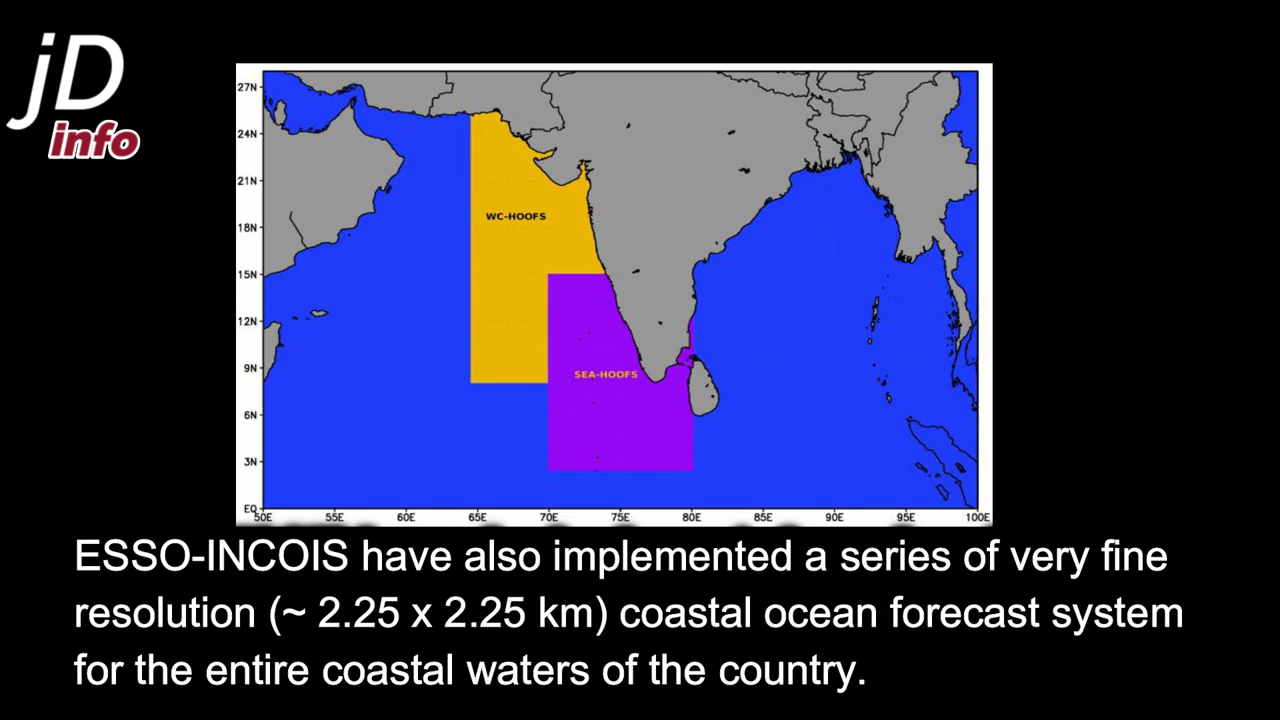 jD
info
27N
24N
21N
18N
15N
12N
9N
6N
3N
EQ
WC-HOOFS
SEA-HOOFS
50E 55E 60E 65E 70E 75E 80E 85E 90E 95E 100E
ESSO-INCOIS have also implemented a series of very fine
resolution (~ 2.25 x 2.25 km) coastal ocean forecast system
for the entire coastal waters of the country.